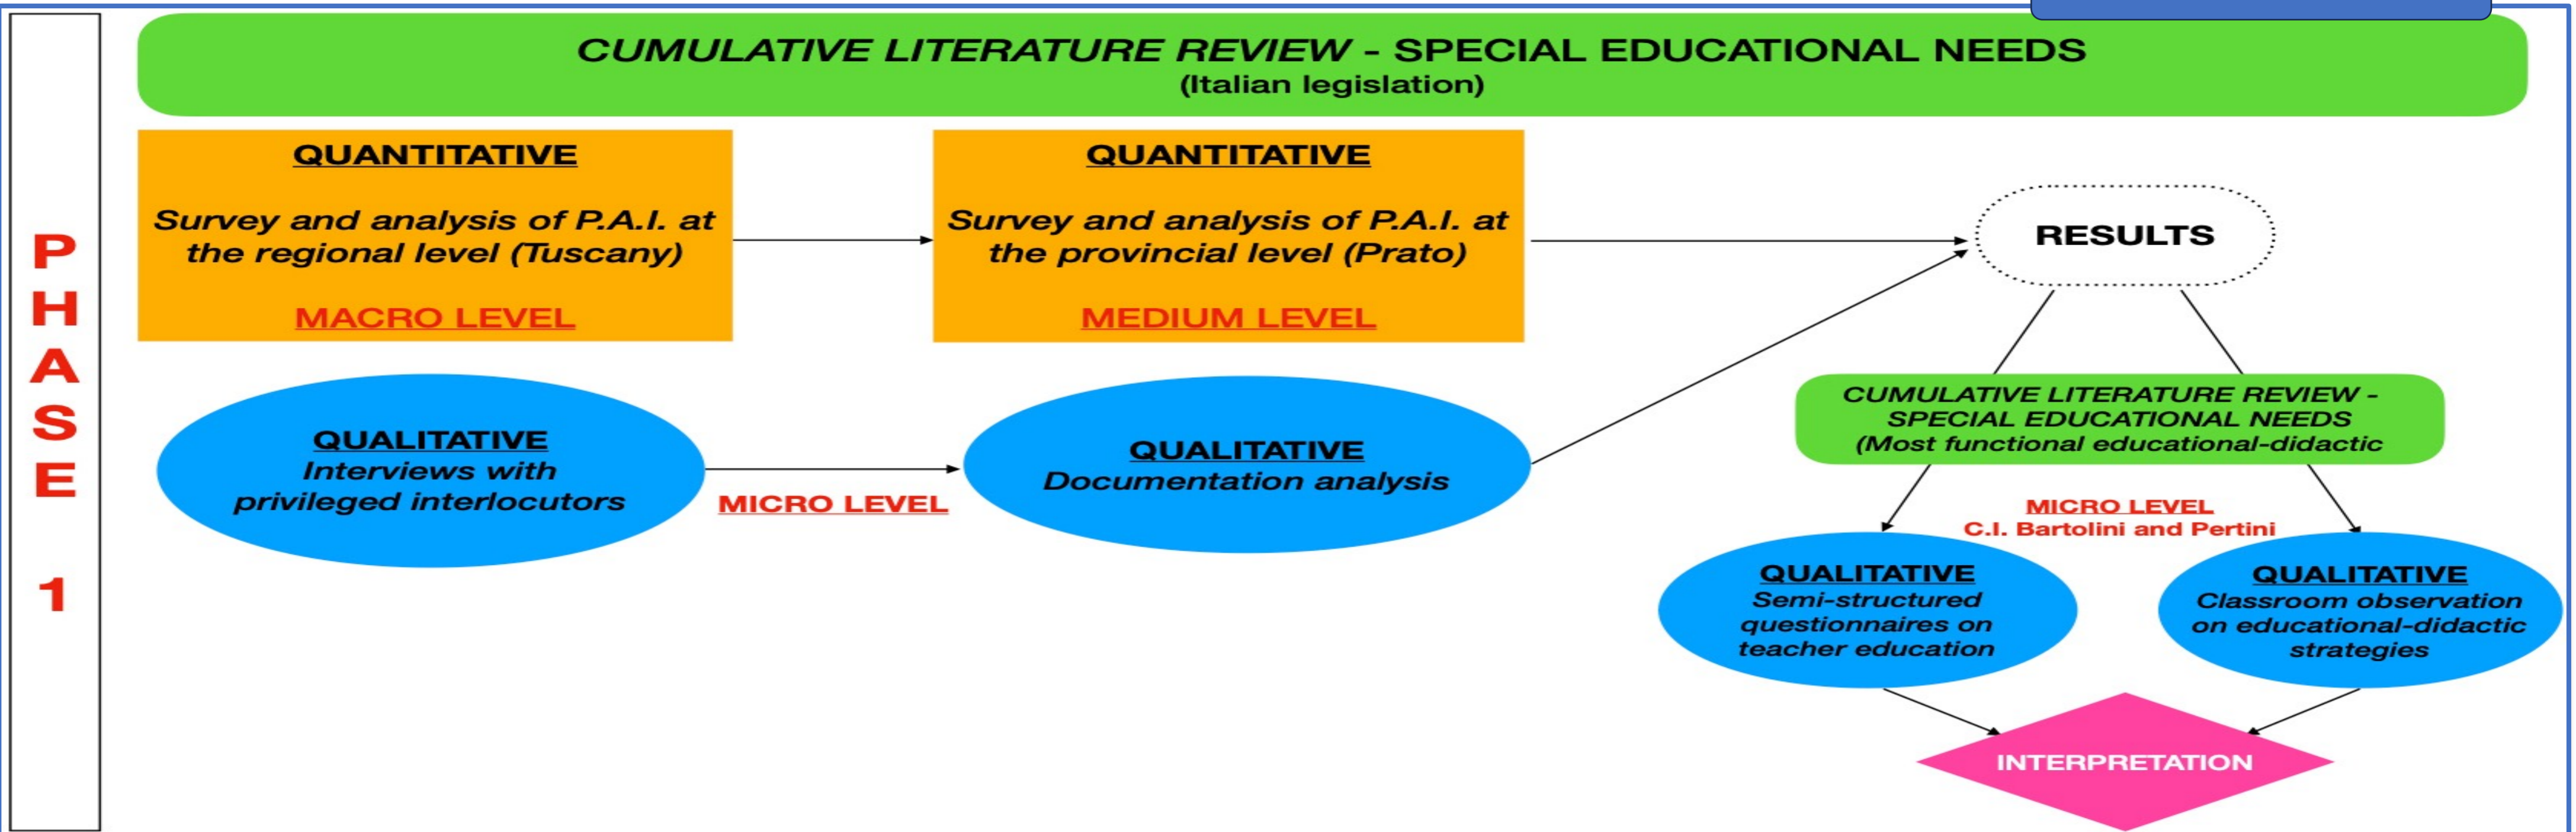 PHASE 1
CUMULATIVE LITERATURE REVIEW - SPECIAL EDUCATIONAL NEEDS
(Italian legislation)
QUANTITATIVE
Survey and analysis of P.A.I. at
the regional level (Tuscany)
MACRO LEVEL
QUANTITATIVE
Survey and analysis of P.A.I. at
the provincial level (Prato)
MEDIUM LEVEL
RESULTS
QUALITATIVE
Interviews with
privileged interlocutors
MICRO LEVEL
QUALITATIVE
Documentation analysis
CUMULATIVE LITERATURE REVIEW -
SPECIAL EDUCATIONAL NEEDS
(Most functional educational-didactic
MICRO LEVEL
C.I. Bartolini and Pertini
QUALITATIVE
Semi-structured
questionnaires on
teacher education
QUALITATIVE
Classroom observation
on educational-didactic
strategies
INTERPRETATION